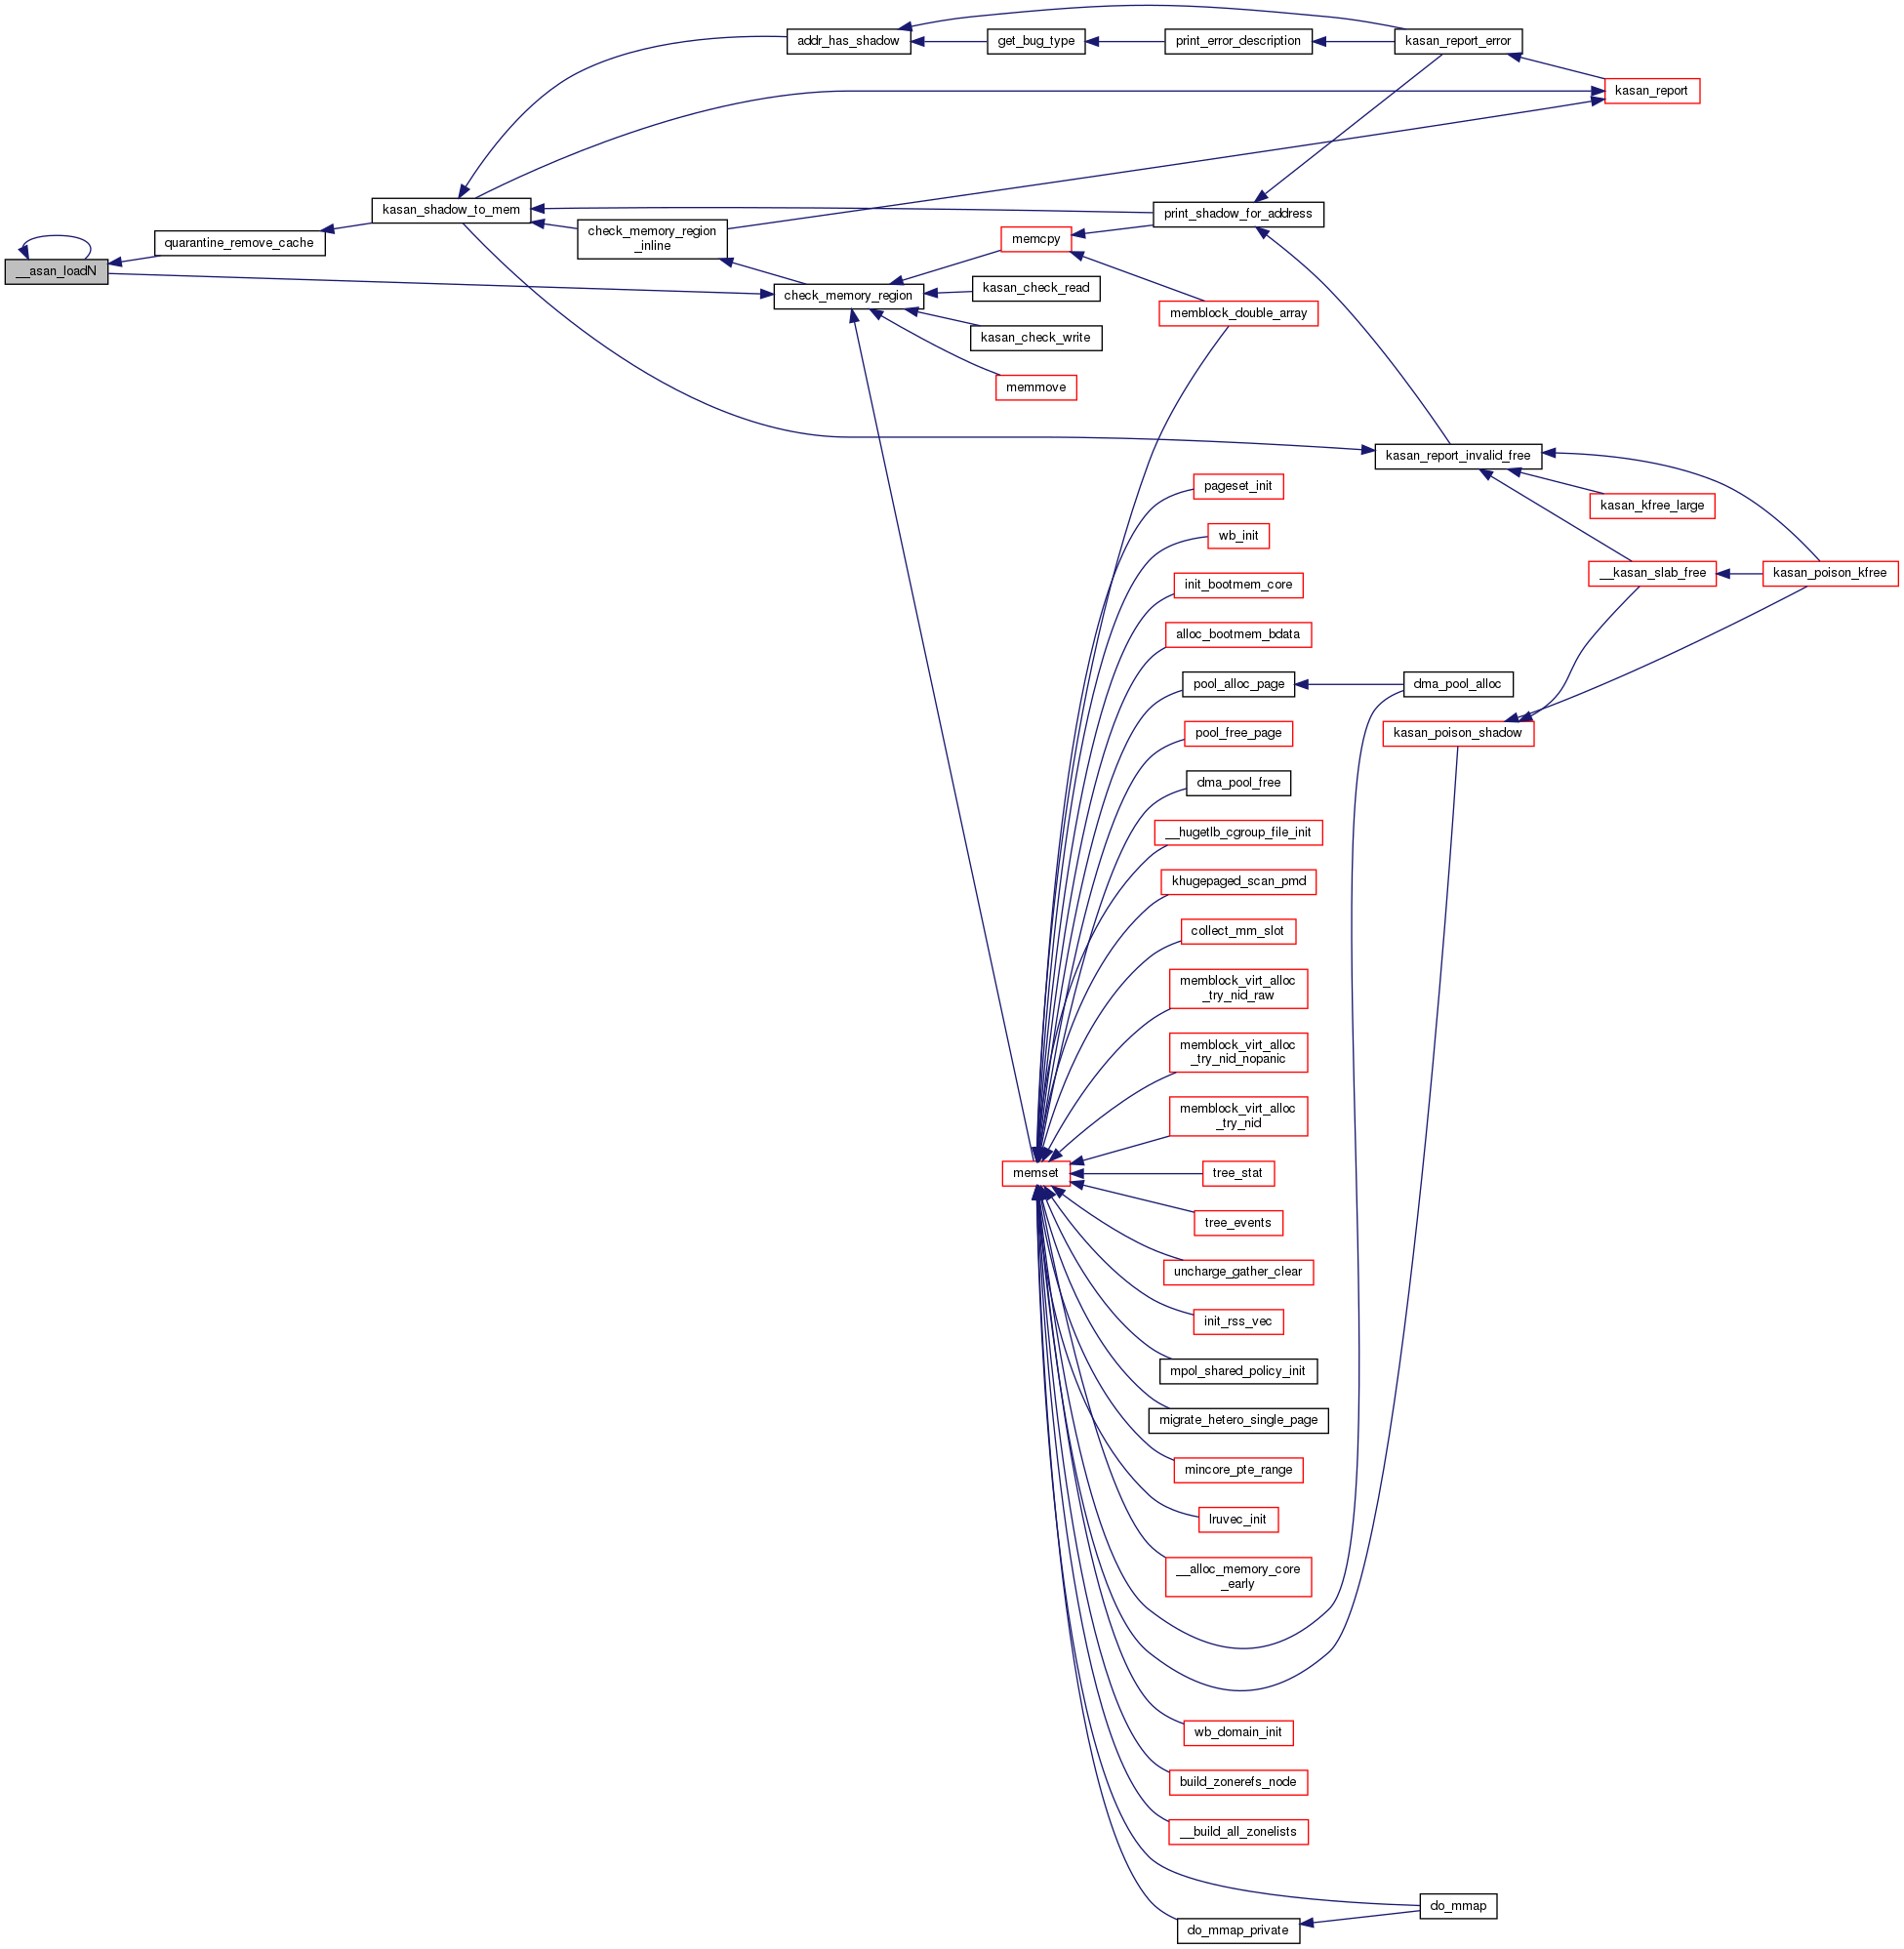 addr_has_shadow
get_bug_type
print_error_description
kasan_report_error
kasan_report
kasan_shadow_to_mem
print_shadow_for_address
check_memory_region
_inline
memcpy
quarantine_remove_cache
__asan_loadN
kasan_check_read
check_memory_region
memblock_double_array
kasan_check_write
memmove
kasan_report_invalid_free
pageset_init
kasan_kfree_large
wb_init
__kasan_slab_free
kasan_poison_kfree
init_bootmem_core
alloc_bootmem_bdata
pool_alloc_page
dma_pool_alloc
pool_free_page
kasan_poison_shadow
dma_pool_free
__hugetlb_cgroup_file_init
khugepaged_scan_pmd
collect_mm_slot
memblock_virt_alloc
_try_nid_raw
memblock_virt_alloc
_try_nid_nopanic
memblock_virt_alloc
_try_nid
memset
tree_stat
tree_events
uncharge_gather_clear
init_rss_vec
mpol_shared_policy_init
migrate_hetero_single_page
mincore_pte_range
lruvec_init
__alloc_memory_core
_early
wb_domain_init
build_zonerefs_node
__build_all_zonelists
do_mmap
do_mmap_private